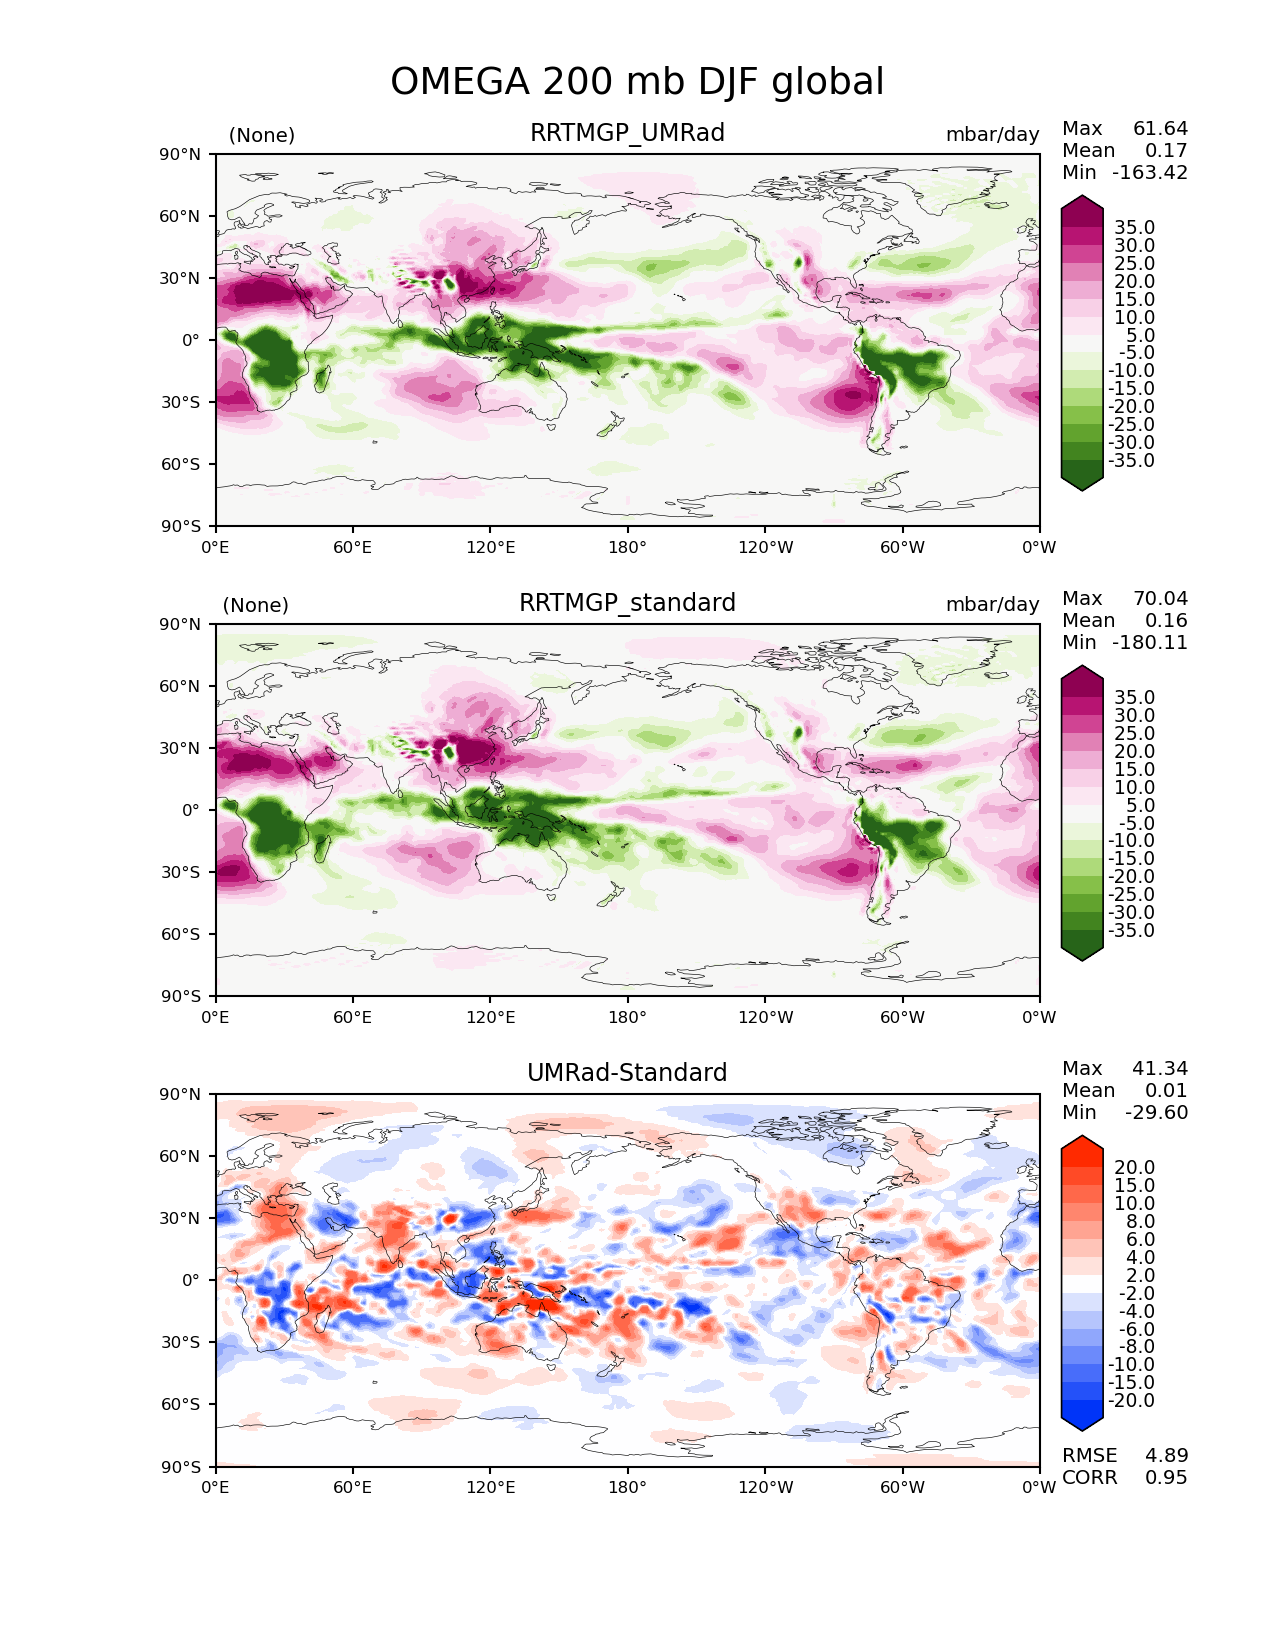 OMEGA 200 mb DJF global
(None) RRTMGP_UMRad mbar/day
Max 61.64
Mean 0.17
Min -163.42
90°N
60°N
30°N
0°
30°S
60°S
90°S
0°E 60°E 120°E 180° 120°W 60°W 0°W
35.0
30.0
25.0
20.0
15.0
10.0
5.0
-5.0
-10.0
-15.0
-20.0
-25.0
-30.0
-35.0
(None) RRTMGP_standard mbar/day
Max 70.04
Mean 0.16
Min -180.11
90°N
60°N
30°N
0°
30°S
60°S
90°S
0°E 60°E 120°E 180° 120°W 60°W 0°W
35.0
30.0
25.0
20.0
15.0
10.0
5.0
-5.0
-10.0
-15.0
-20.0
-25.0
-30.0
-35.0
UMRad-Standard
Max 41.34
Mean 0.01
Min -29.60
90°N
60°N
30°N
0°
30°S
60°S
90°S
0°E 60°E 120°E 180° 120°W 60°W 0°W
20.0
15.0
10.0
8.0
6.0
4.0
2.0
-2.0
-4.0
-6.0
-8.0
-10.0
-15.0
-20.0
RMSE 4.89
CORR 0.95